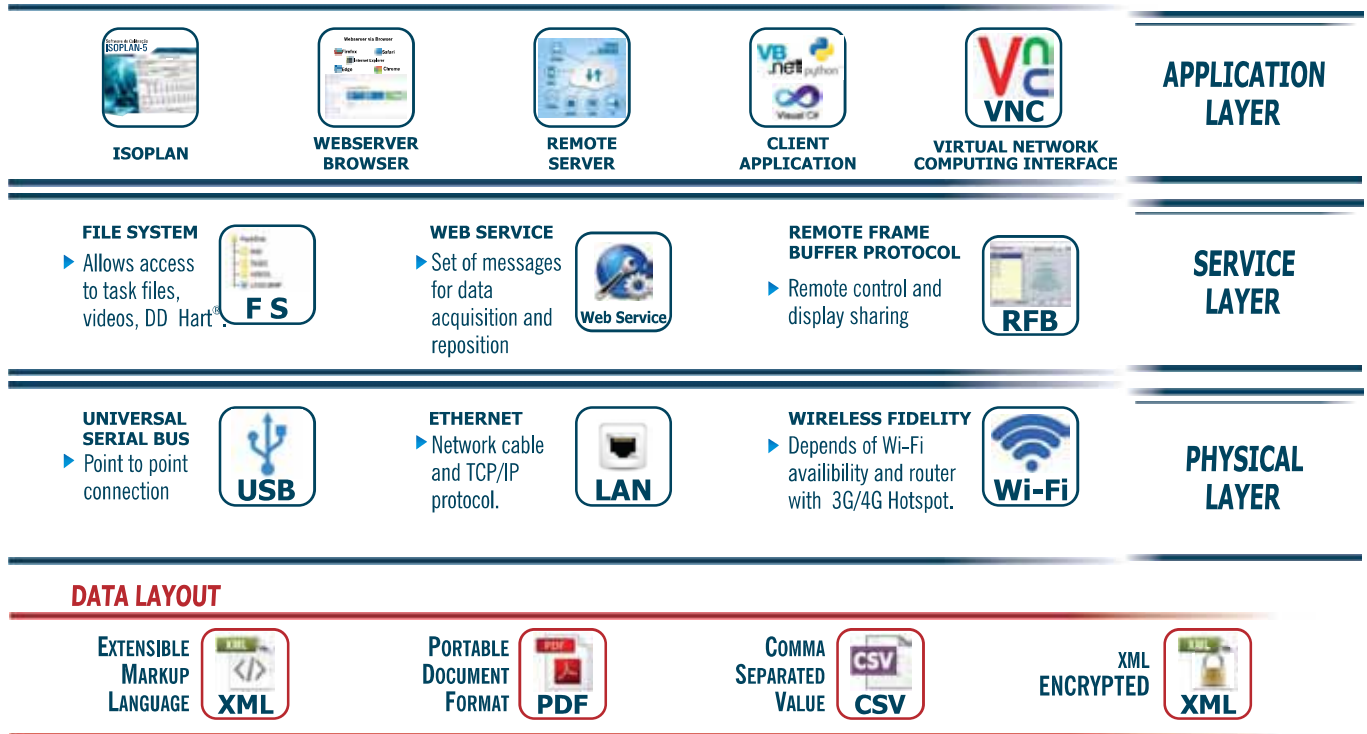 Software de Calibração
ISOPLAN-5
ISOPLAN
Webserver via Browser
Firefox
Safari
Internet Explorer
Edge
Chrome
WEBSERVER
BROWSER
REMOTE
SERVER
VB
.net
python
Visual C#
CLIENT
APPLICATION
VNC
VNC
VIRTUAL NETWORK
COMPUTING INTERFACE
APPLICATION
LAYER
FILE SYSTEM
Allows access
to task files,
videos, DD Hart®.
F S
WEB SERVICE
Set of messages
for data
acquisition and
reposition
Web Service
REMOTE FRAME
BUFFER PROTOCOL
Remote control and
display sharing
RFB
SERVICE
LAYER
UNIVERSAL
SERIAL BUS
Point to point
connection
USB
ETHERNET
Network cable
and TCP/IP
protocol.
LAN
WIRELESS FIDELITY
Depends of Wi-Fi
availibility and router
with 3G/4G Hotspot.
Wi-Fi
PHYSICAL
LAYER
DATA LAYOUT
EXTENSIBLE
MARKUP
LANGUAGE
XML
</>
XML
PORTABLE
DOCUMENT
FORMAT
PDF
PDF
COMMA
SEPARATED
VALUE
CSV
CSV
XML
ENCRYPTED
XML
XML